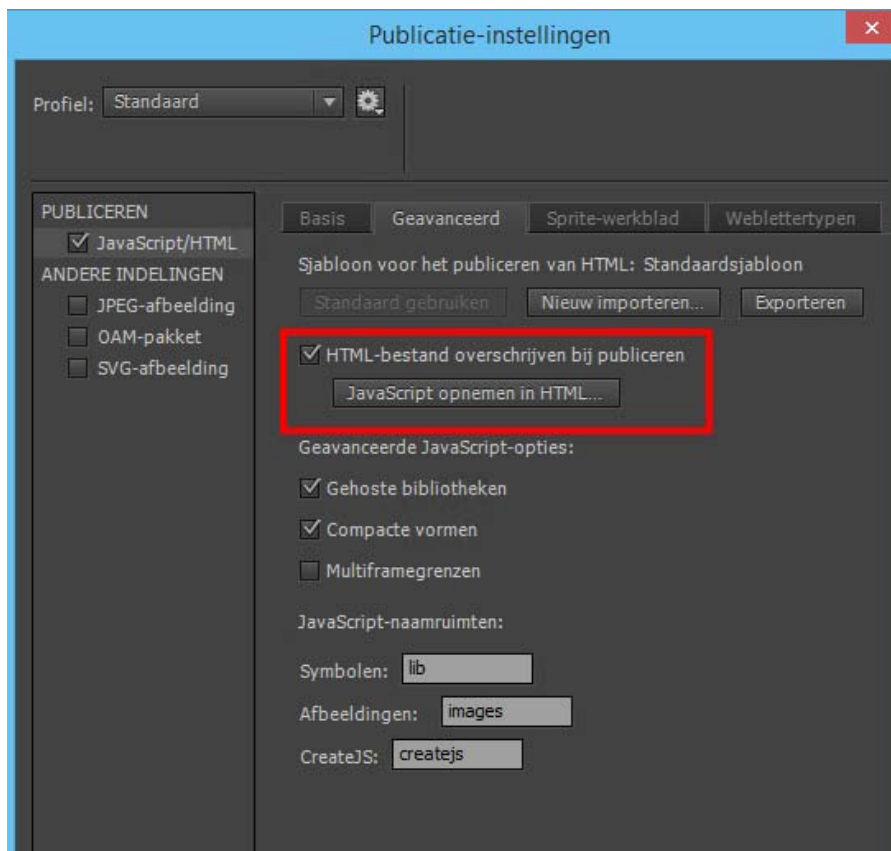 Publicatie-instellingen
Profiel: Standaard
PUBLICEREN
JavaScript/HTML
ANDERE INDELINGEN
JPEG-afbeelding
OAM-pakket
SVG-afbeelding
Basis Geavanceerd Sprite-werkblad Weblettertypen
Sjabloon voor het publiceren van HTML: Standaardsjabloon
Standaard gebruiken Nieuw importeren... Exporteren
HTML-bestand overschrijven bij publiceren
JavaScript opnemen in HTML...
Geavanceerde JavaScript-opties:
Gehoste bibliotheken
Compacte vormen
Multiframegrenzen
JavaScript-naamruimten:
Symbolen: lib
Afbeeldingen: images
CreateJS: createjs